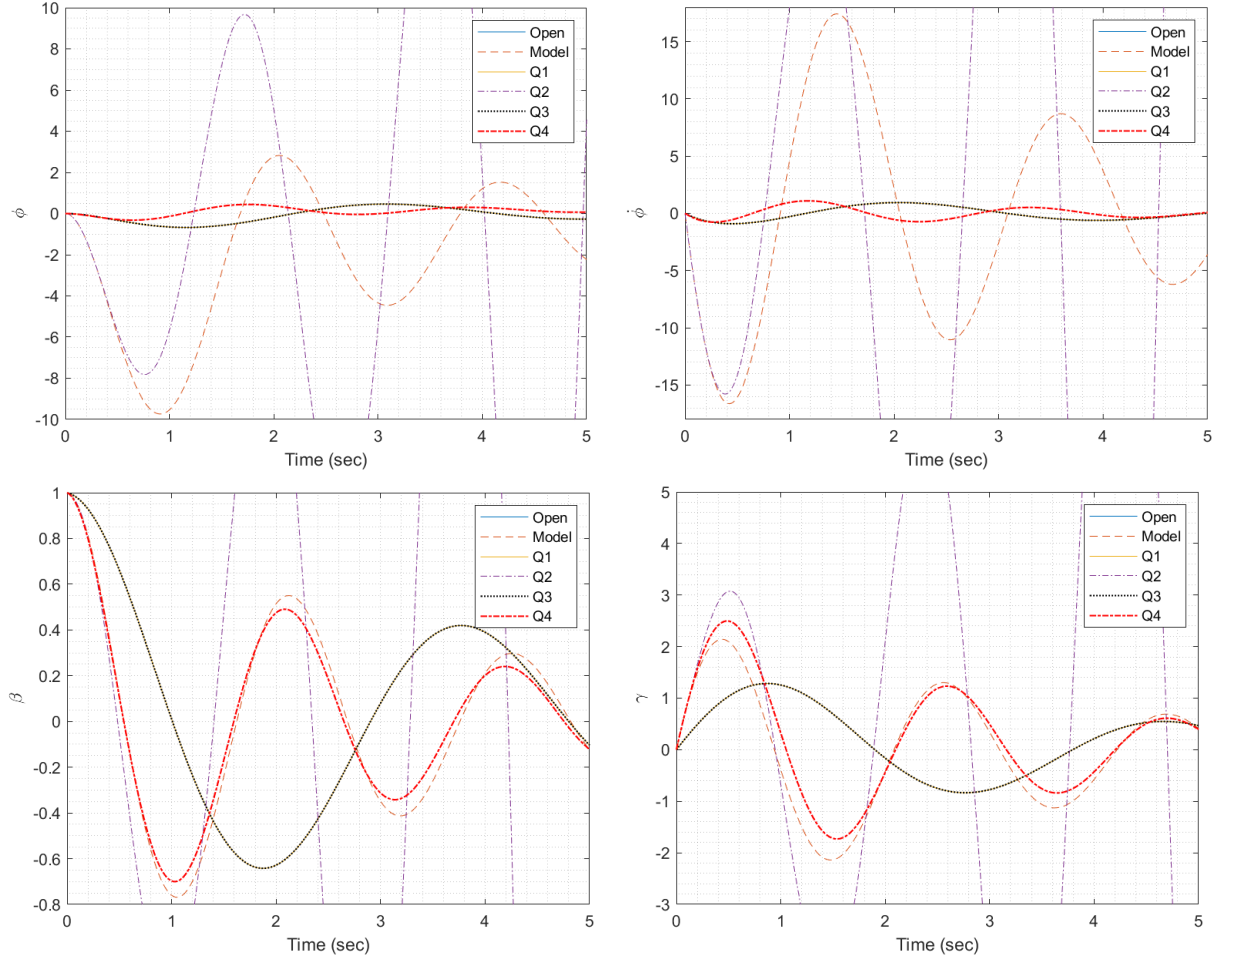 10
8
6
4
2
0
-2
-4
-6
-8
-10
ϕ
0
1
2
3
4
5
Time (sec)
Open
Model
Q1
Q2
Q3
Q4
15
10
5
0
-5
-10
-15
ϕ̇
0
1
2
3
4
5
Time (sec)
Open
Model
Q1
Q2
Q3
Q4
1
0.8
0.6
0.4
0.2
0
-0.2
-0.4
-0.6
-0.8
β
0
1
2
3
4
5
Time (sec)
Open
Model
Q1
Q2
Q3
Q4
5
4
3
2
1
0
-1
-2
-3
γ
0
1
2
3
4
5
Time (sec)
Open
Model
Q1
Q2
Q3
Q4